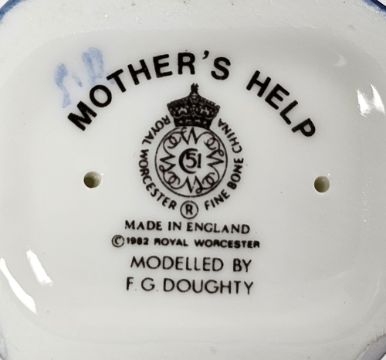 MOTHER'S HELP
ROYAL WORCESTER ® FINE BONE CHINA
51
MADE IN ENGLAND
©1982 ROYAL WORCESTER
MODELLED BY
F.G. DOUGHTY